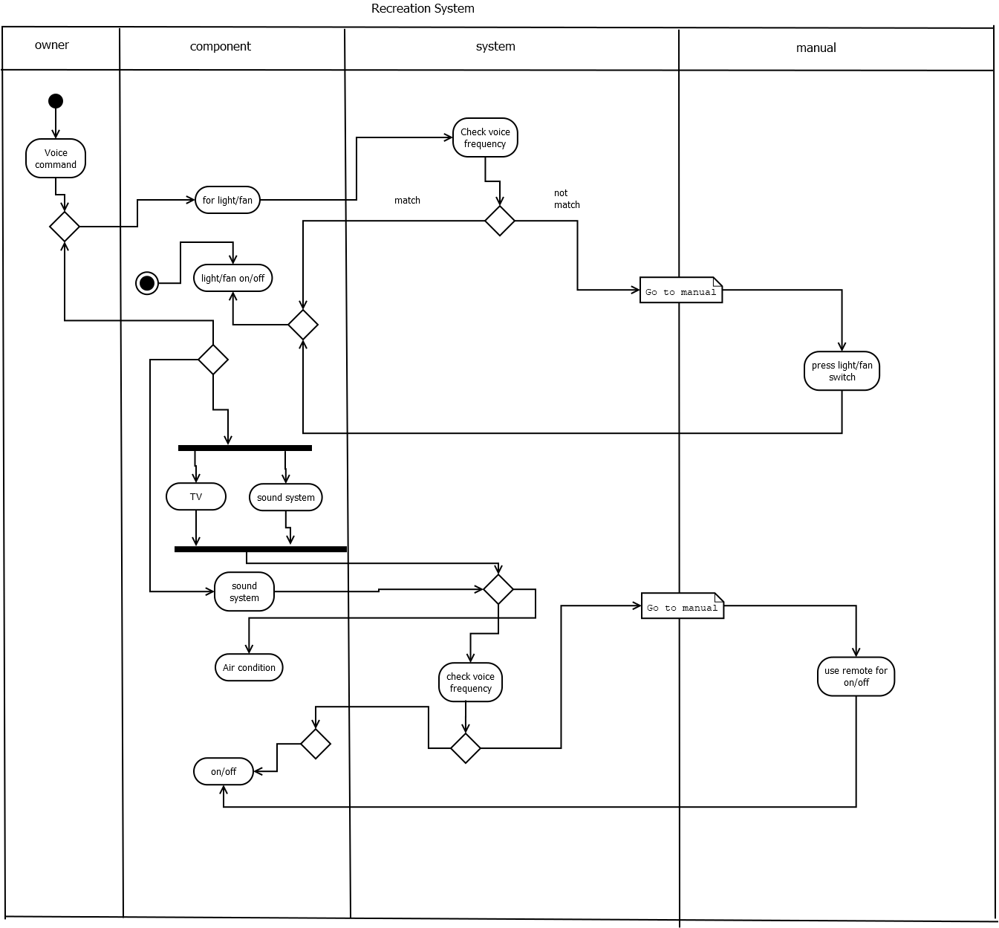 Recreation System
owner
component
system
manual
Check voice
frequency
Voice
command
for light/fan
match
not
match
light/fan on/off
Go to manual
press light/fan
switch
TV
sound system
sound
system
Go to manual
Air condition
check voice
frequency
use remote for
on/off
on/off